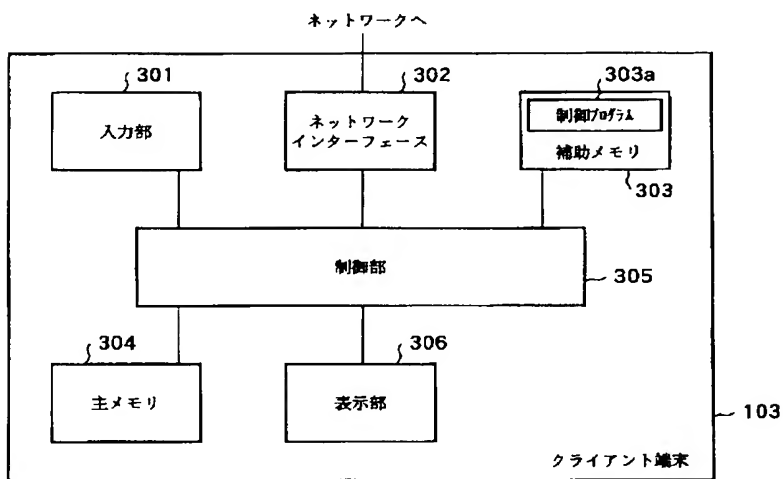 ネットワークへ
301
302
303a
入力部
ネットワーク
インターフェース
制御プログラム
補助メモリ
303
制御部
305
304
306
主メモリ
表示部
103
クライアント端末